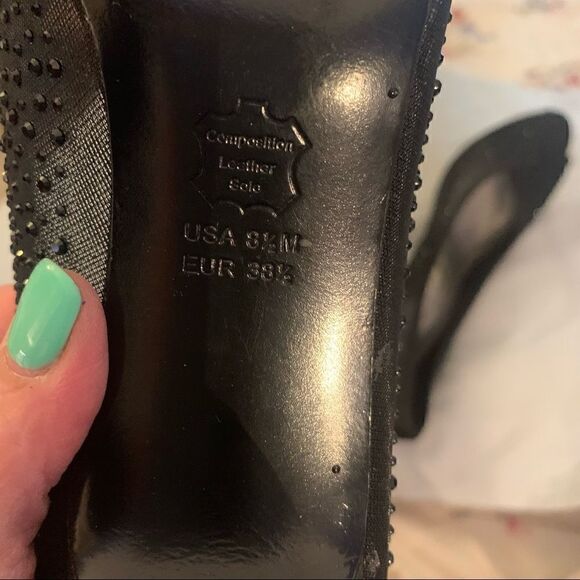 Composition
Leather
Sole
USA 8½M
EUR 38½